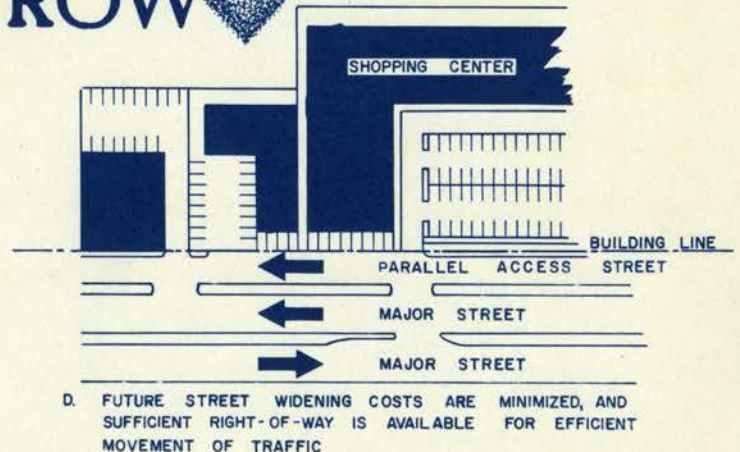 ROW
SHOPPING CENTER
BUILDING LINE
PARALLEL ACCESS STREET
MAJOR STREET
MAJOR STREET
D. FUTURE STREET WIDENING COSTS ARE MINIMIZED, AND
SUFFICIENT RIGHT-OF-WAY IS AVAILABLE FOR EFFICIENT
MOVEMENT OF TRAFFIC